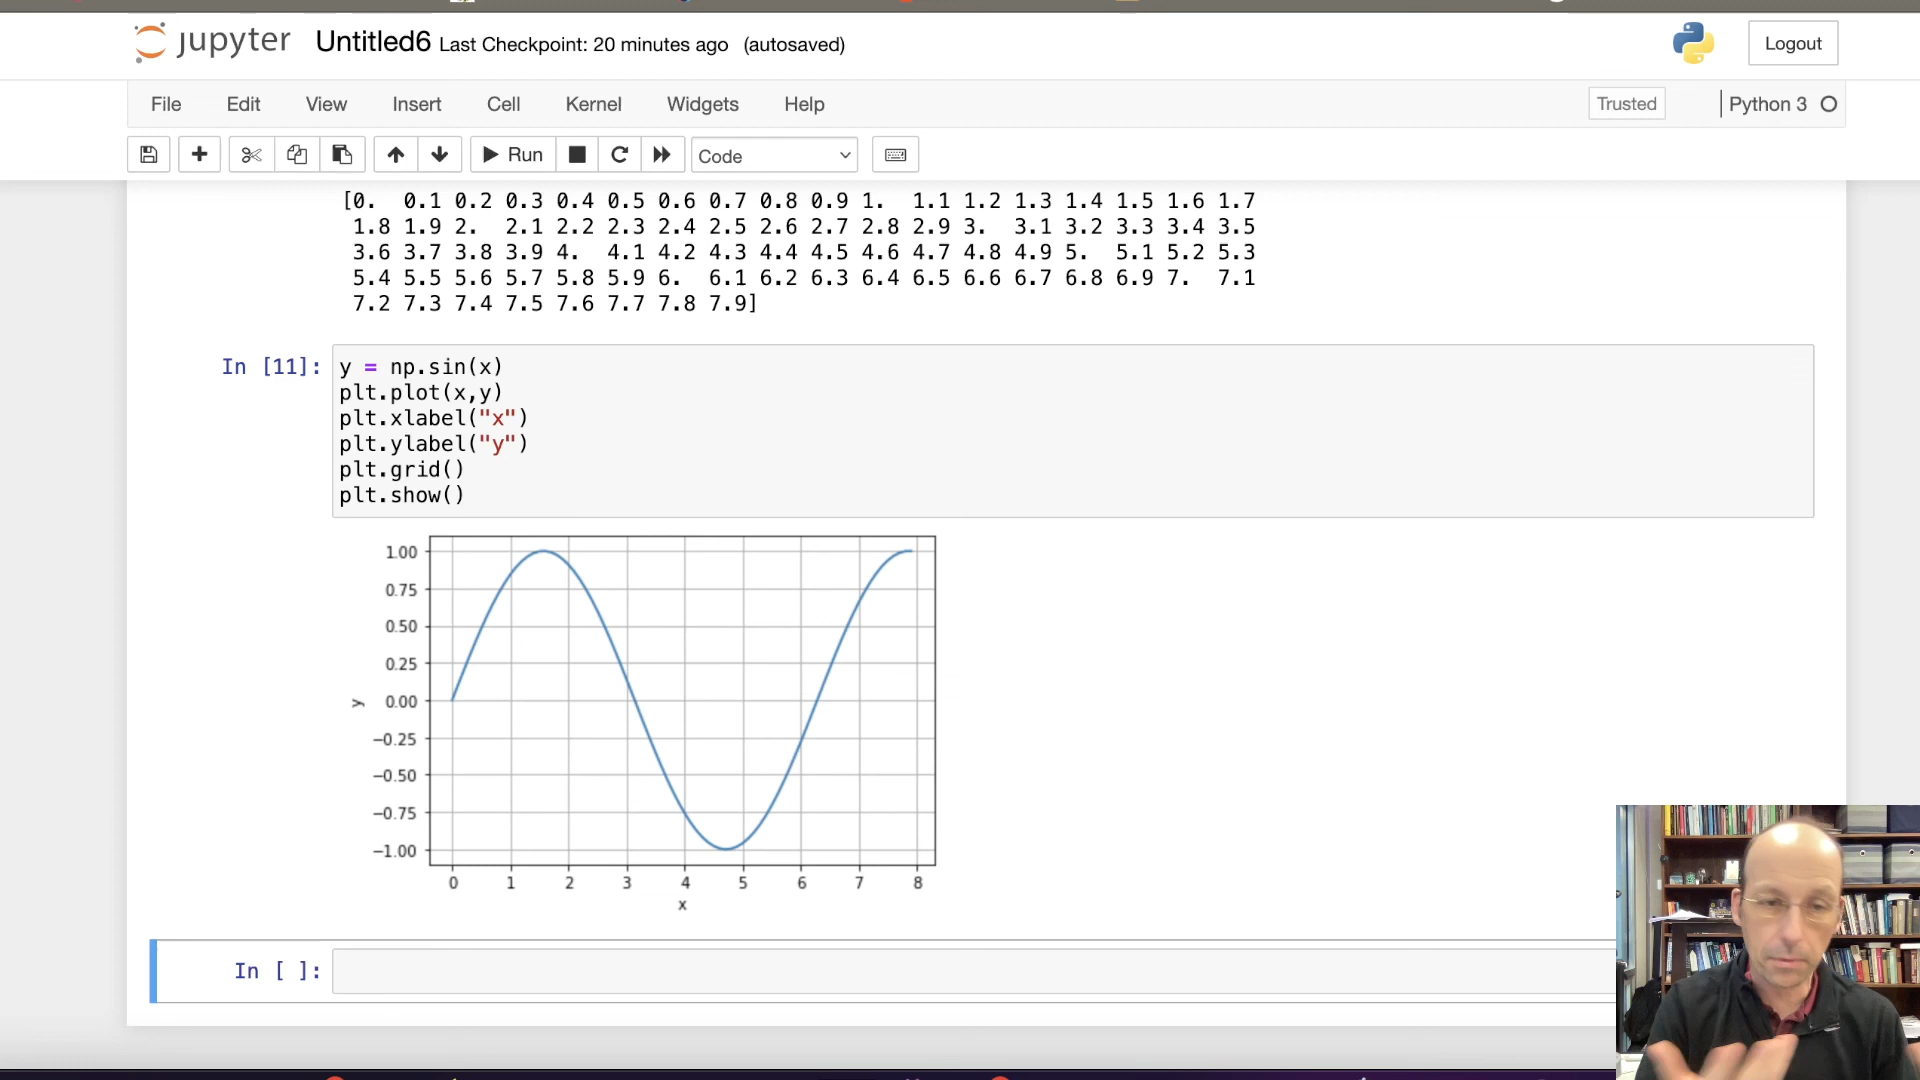 jupyter Untitled6 Last Checkpoint: 20 minutes ago (autosaved) Logout
File Edit View Insert Cell Kernel Widgets Help Trusted Python 3
Run Code
[0. 0.1 0.2 0.3 0.4 0.5 0.6 0.7 0.8 0.9 1. 1.1 1.2 1.3 1.4 1.5 1.6 1.7
1.8 1.9 2. 2.1 2.2 2.3 2.4 2.5 2.6 2.7 2.8 2.9 3. 3.1 3.2 3.3 3.4 3.5
3.6 3.7 3.8 3.9 4. 4.1 4.2 4.3 4.4 4.5 4.6 4.7 4.8 4.9 5. 5.1 5.2 5.3
5.4 5.5 5.6 5.7 5.8 5.9 6. 6.1 6.2 6.3 6.4 6.5 6.6 6.7 6.8 6.9 7. 7.1
7.2 7.3 7.4 7.5 7.6 7.7 7.8 7.9]
In [11]: y = np.sin(x)
plt.plot(x,y)
plt.xlabel("x")
plt.ylabel("y")
plt.grid()
plt.show()
1.00
0.75
0.50
0.25
y 0.00
−0.25
−0.50
−0.75
−1.00
0 1 2 3 4 5 6 7 8
x
In [ ]: